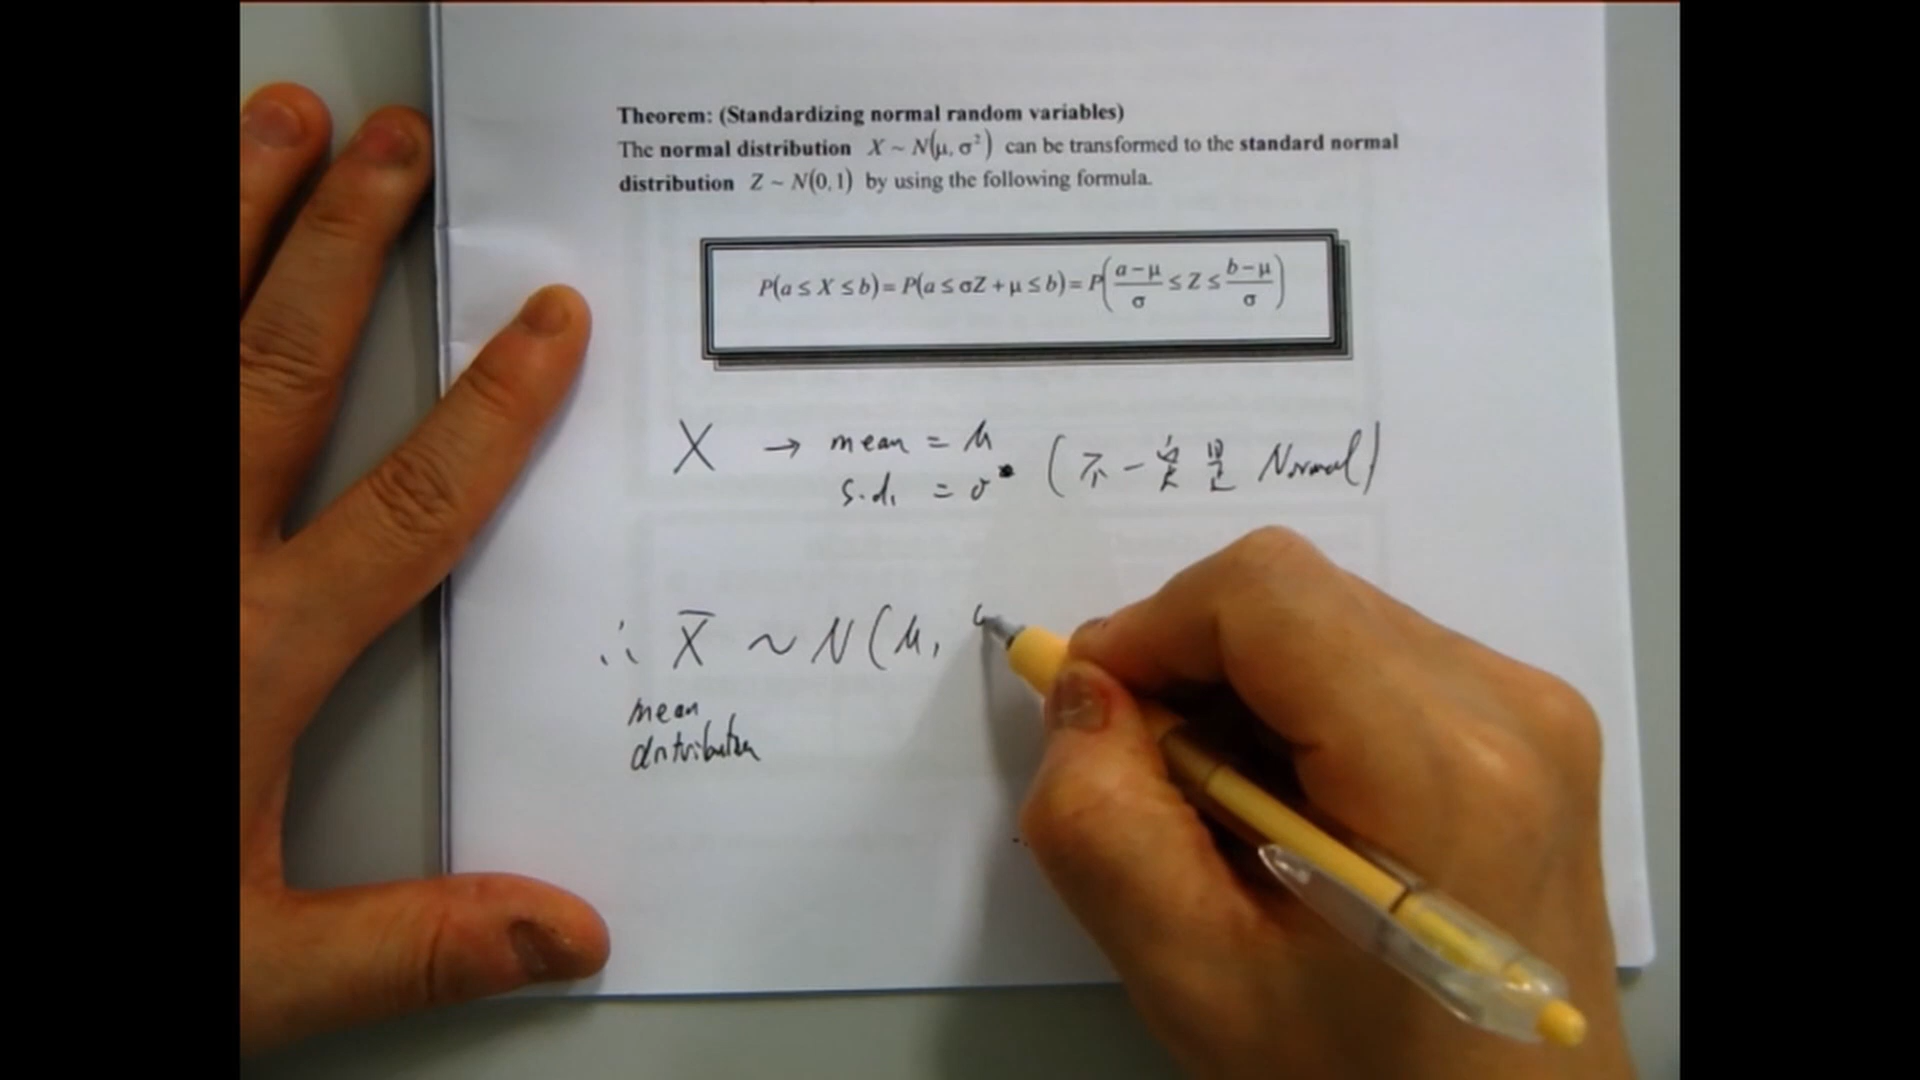 Theorem: (Standardizing normal random variables)
The normal distribution X ~ N(μ, σ²) can be transformed to the standard normal
distribution Z ~ N(0, 1) by using the following formula.
P(a ≤ X ≤ b) = P(a ≤ σZ + μ ≤ b) = P((a − μ)/σ ≤ Z ≤ (b − μ)/σ)
X → mean = μ
s.d. = σ (不一定是 Normal)
∴ X̄ ~ N(μ,
mean
distribution